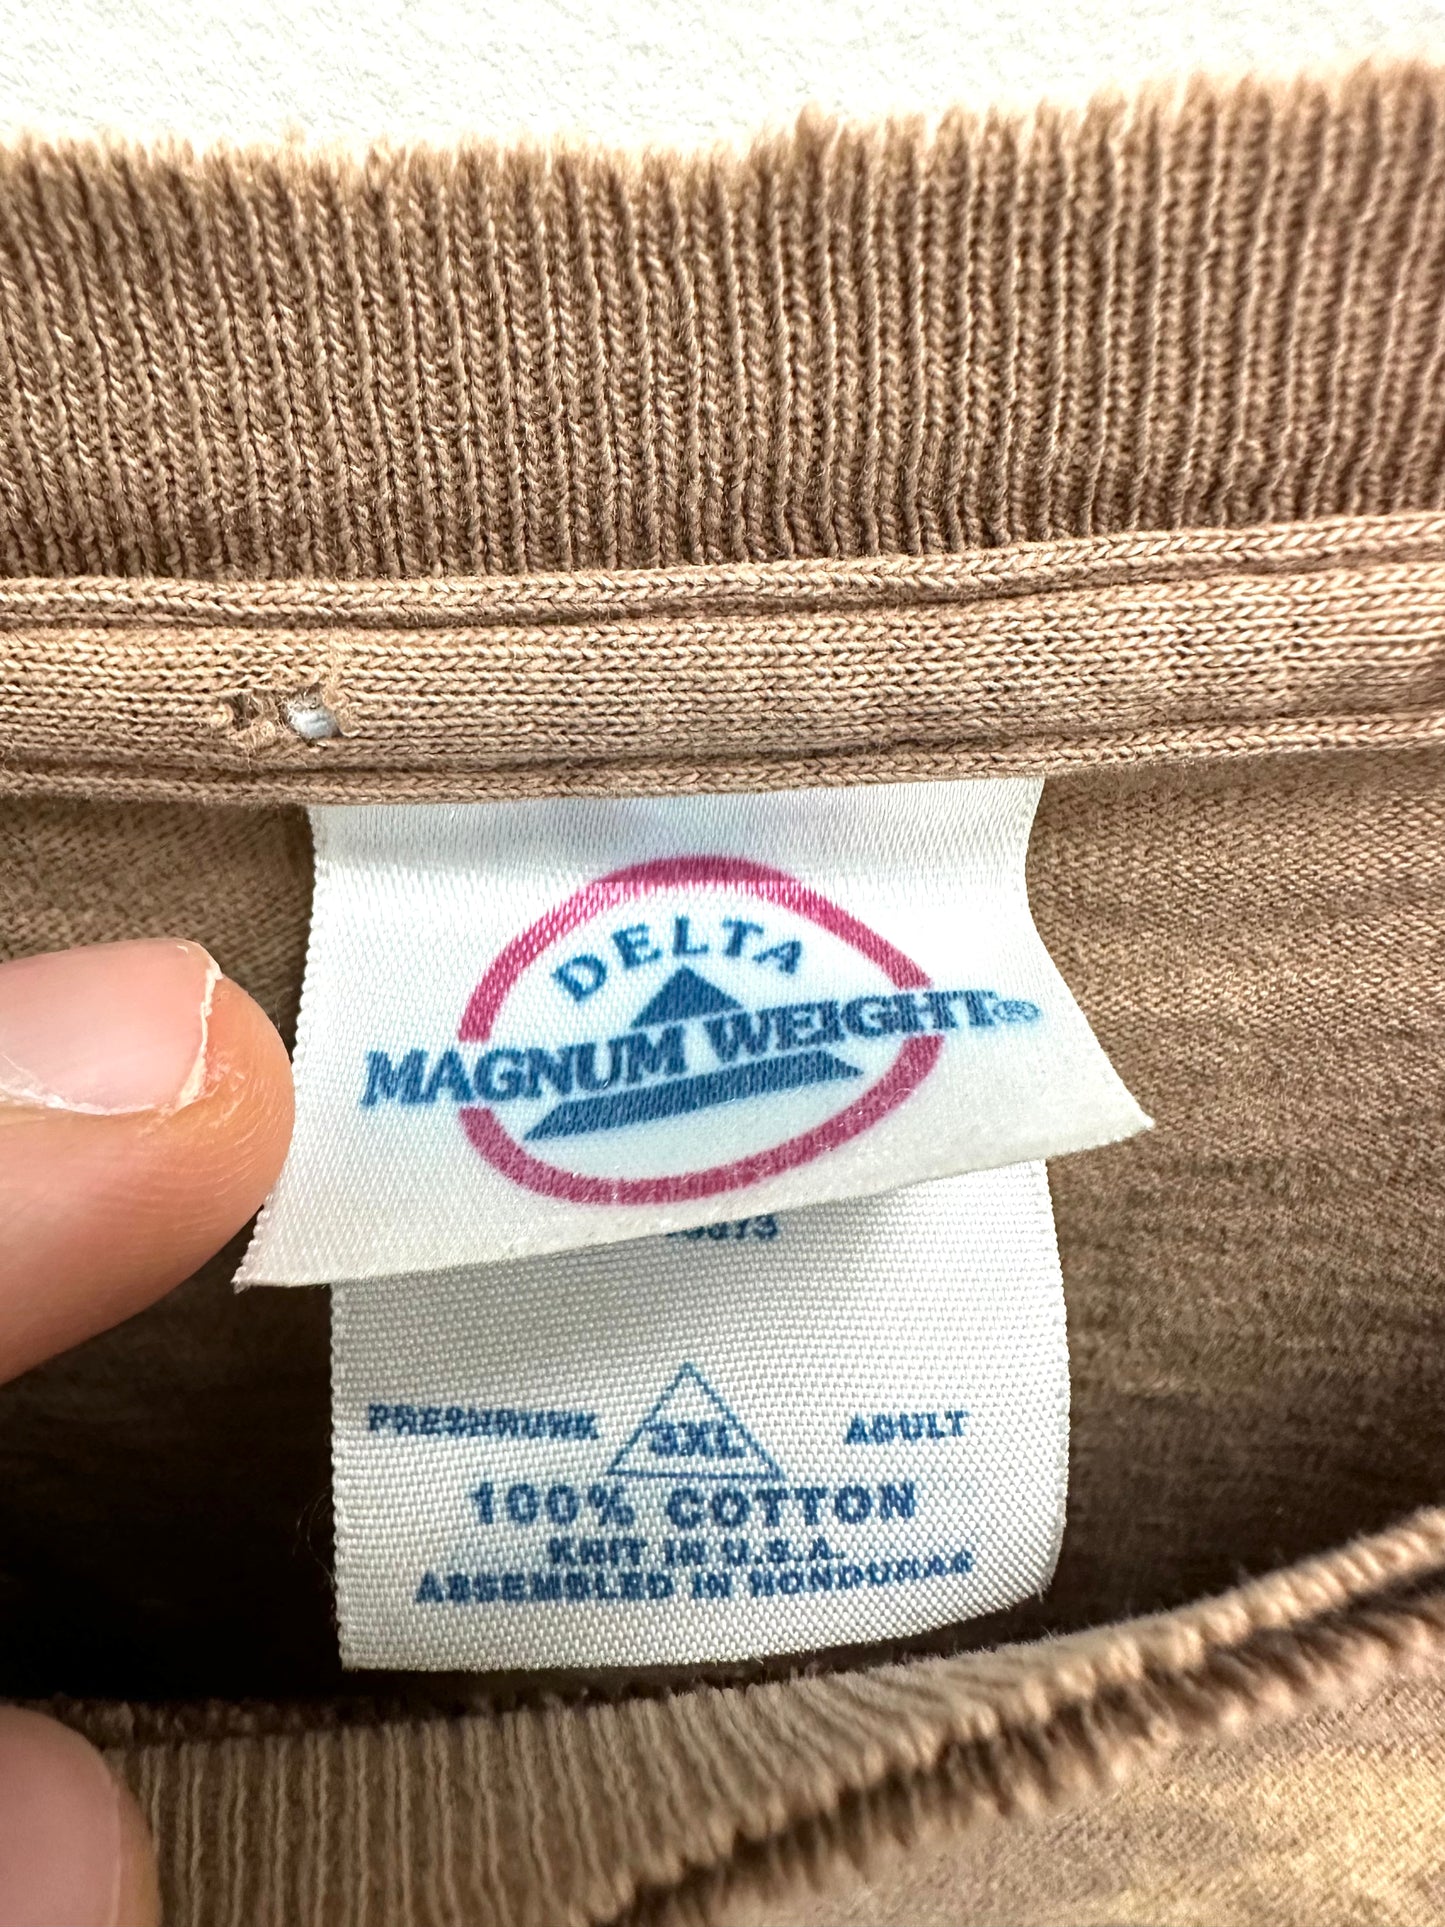 DELTA
MAGNUM WEIGHT®
PRESHRUNK 3XL ADULT
100% COTTON
KNIT IN U.S.A.
ASSEMBLED IN HONDURAS